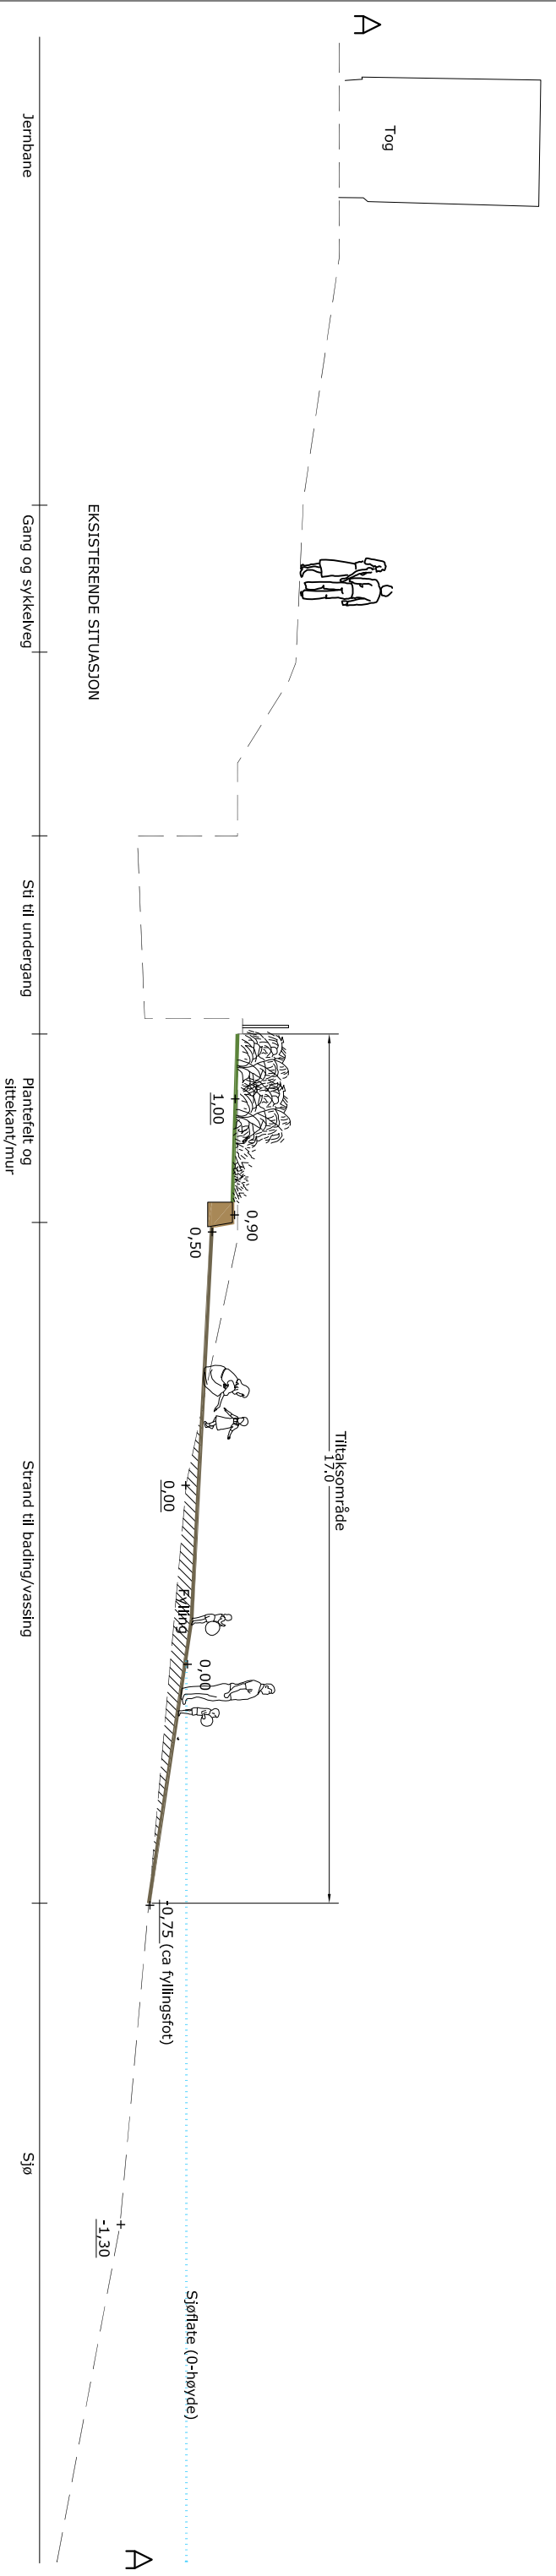 A
Tog
Tiltaksområde
17,0
1,00
0,90
0,50
0,00
Fylling
0,00
-0,75 (ca fyllingsfot)
Sjøflate (0-høyde)
-1,30
A
EKSISTERENDE SITUASJON
Jernbane
Gang og sykkelveg
Sti til undergang
Plantefelt og
sittekant/mur
Strand til bading/vassing
Sjø